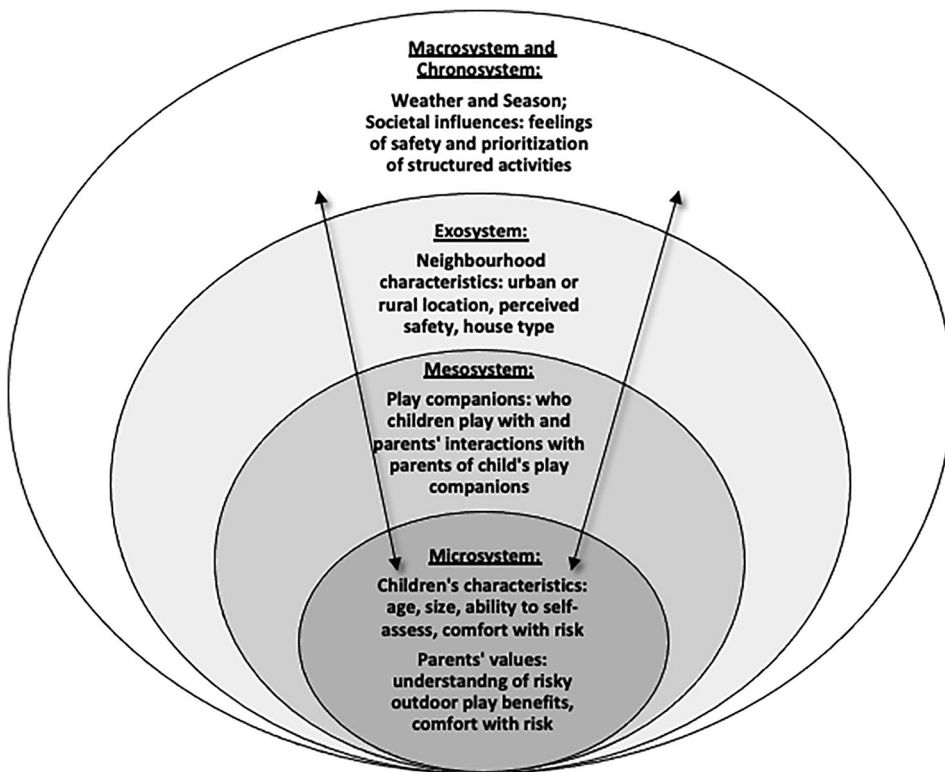 Macrosystem and
Chronosystem:
Weather and Season;
Societal influences: feelings
of safety and prioritization
of structured activities
Exosystem:
Neighbourhood
characteristics: urban or
rural location, perceived
safety, house type
Mesosystem:
Play companions: who
children play with and
parents' interactions with
parents of child's play
companions
Microsystem:
Children's characteristics:
age, size, ability to self-
assess, comfort with risk
Parents' values:
understandng of risky
outdoor play benefits,
comfort with risk